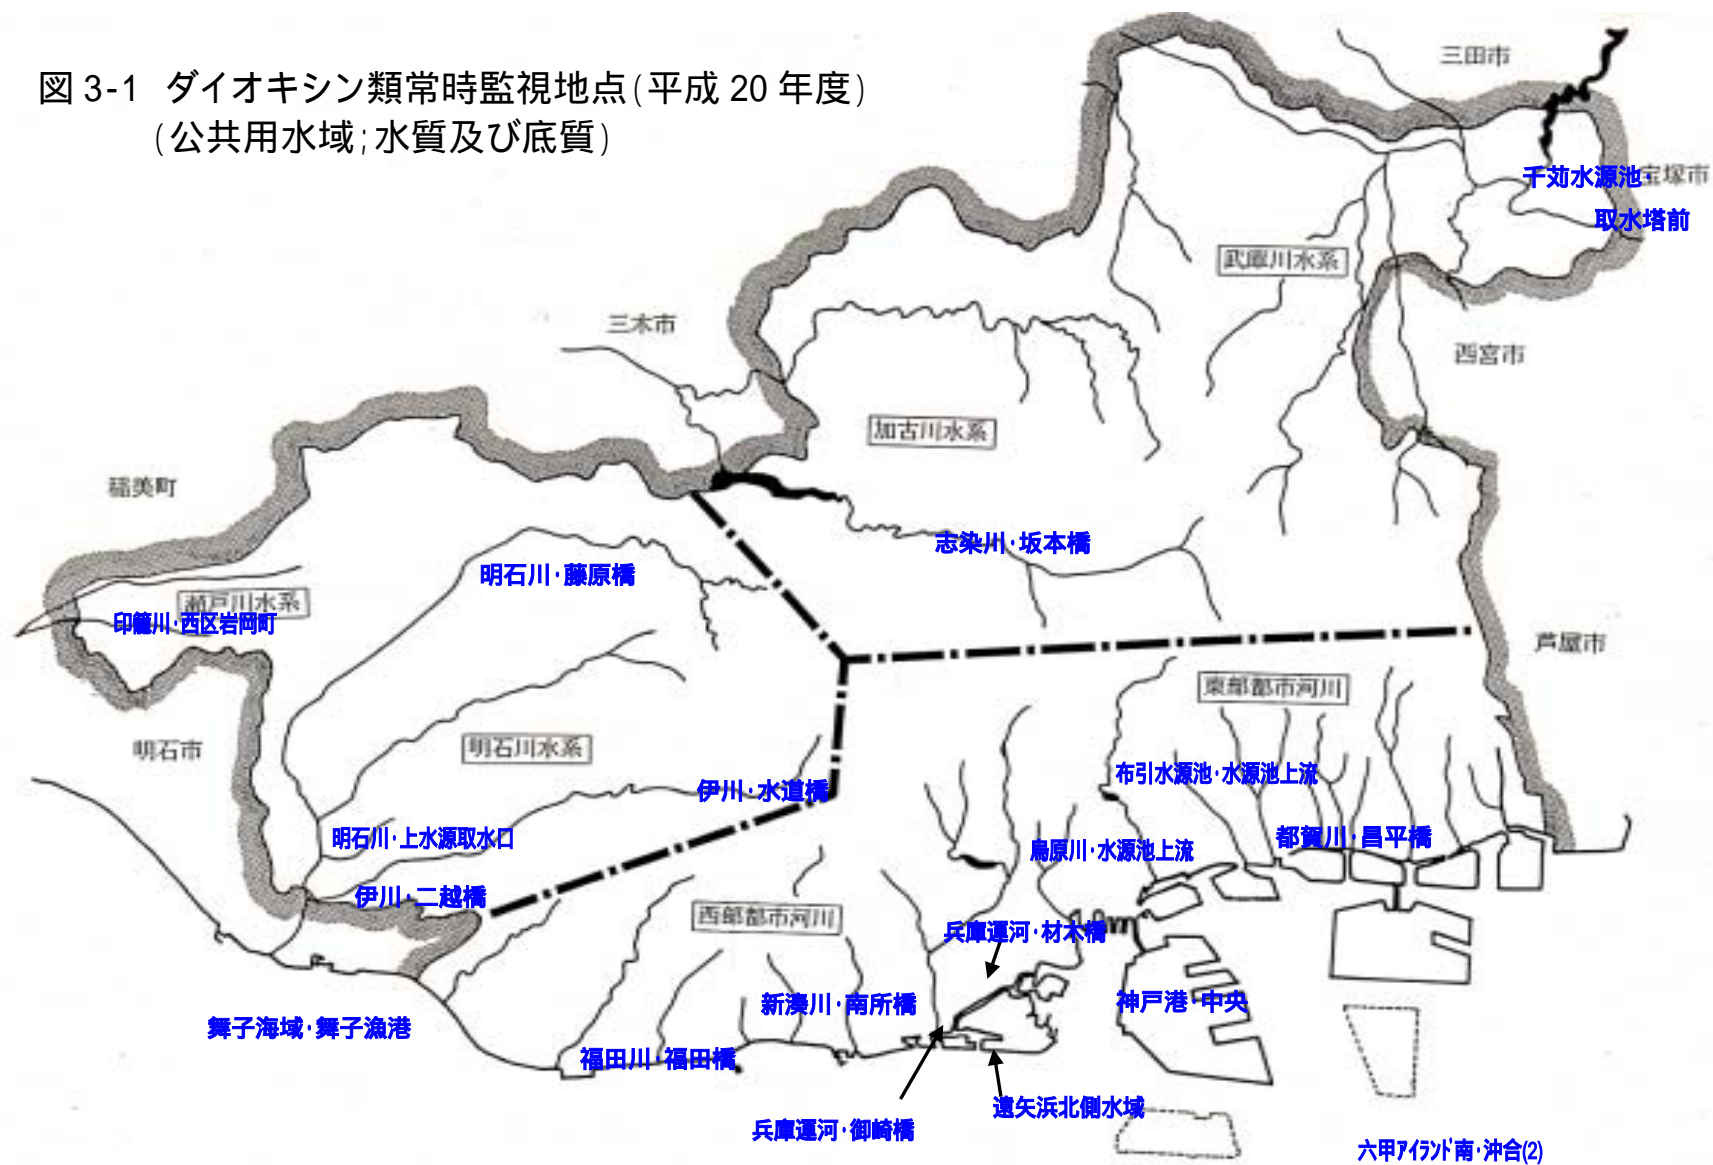 図 3-1 ダイオキシン類常時監視地点(平成 20 年度)
(公共用水域;水質及び底質)
三田市
千苅水源池・
宝塚市
取水塔前
武庫川水系
三木市
西宮市
加古川水系
稲美町
志染川・坂本橋
明石川・藤原橋
瀬戸川水系
印籠川・西区岩岡町
芦屋市
東部都市河川
明石市
明石川水系
布引水源池・水源池上流
伊川・水道橋
明石川・上水源取水口
都賀川・昌平橋
烏原川・水源池上流
伊川・二越橋
西部都市河川
兵庫運河・材木橋
新湊川・南所橋
神戸港・中央
舞子海域・舞子漁港
福田川・福田橋
遠矢浜北側水域
兵庫運河・御崎橋
六甲アイランド南・沖合(2)